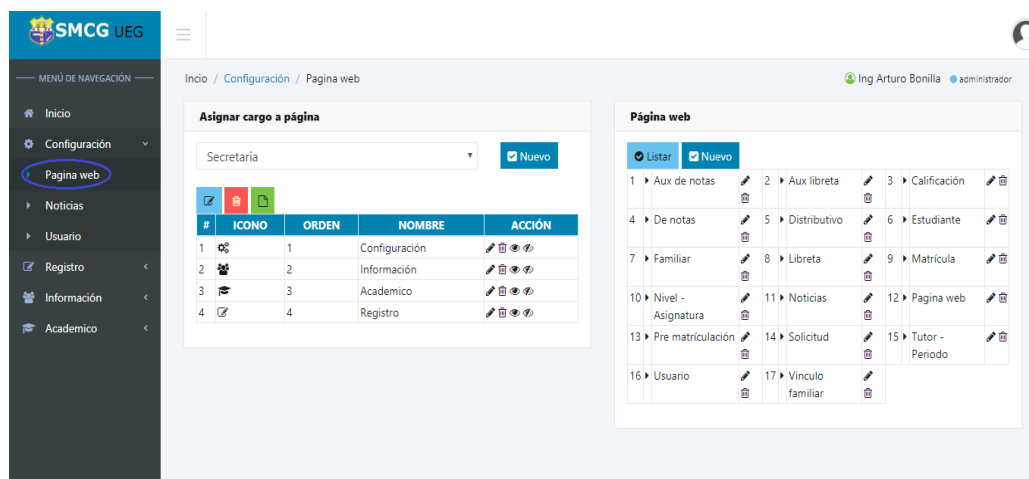 SMCG UEG
MENÚ DE NAVEGACIÓN
Inicio
Configuración
Pagina web
Noticias
Usuario
Registro
Información
Academico
Incio / Configuración / Pagina web
Ing Arturo Bonilla administrador
Asignar cargo a página
Secretaria
Nuevo
# ICONO ORDEN NOMBRE ACCIÓN
1 1 Configuración
2 2 Información
3 3 Academico
4 4 Registro
Página web
Listar Nuevo
1 Aux de notas 2 Aux libreta 3 Calificación
4 De notas 5 Distributivo 6 Estudiante
7 Familiar 8 Libreta 9 Matrícula
10 Nivel - 11 Noticias 12 Pagina web
Asignatura
13 Pre matrículación 14 Solicitud 15 Tutor -
Periodo
16 Usuario 17 Vinculo
familiar